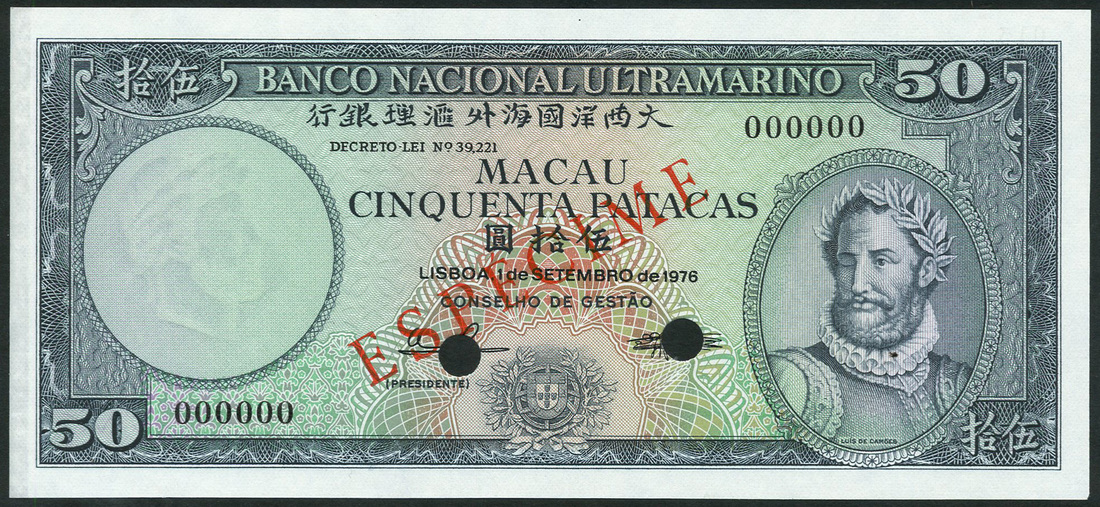 伍拾
BANCO NACIONAL ULTRAMARINO
50
大西洋國海外滙理銀行
000000
DECRETO-LEI Nº 39,221
MACAU
CINQUENTA PATACAS
伍拾圓
ESPECIME
LISBOA, 1 de SETEMBRO de 1976
CONSELHO DE GESTÃO
(PRESIDENTE)
000000
50
LUIS DE CAMÕES
伍拾